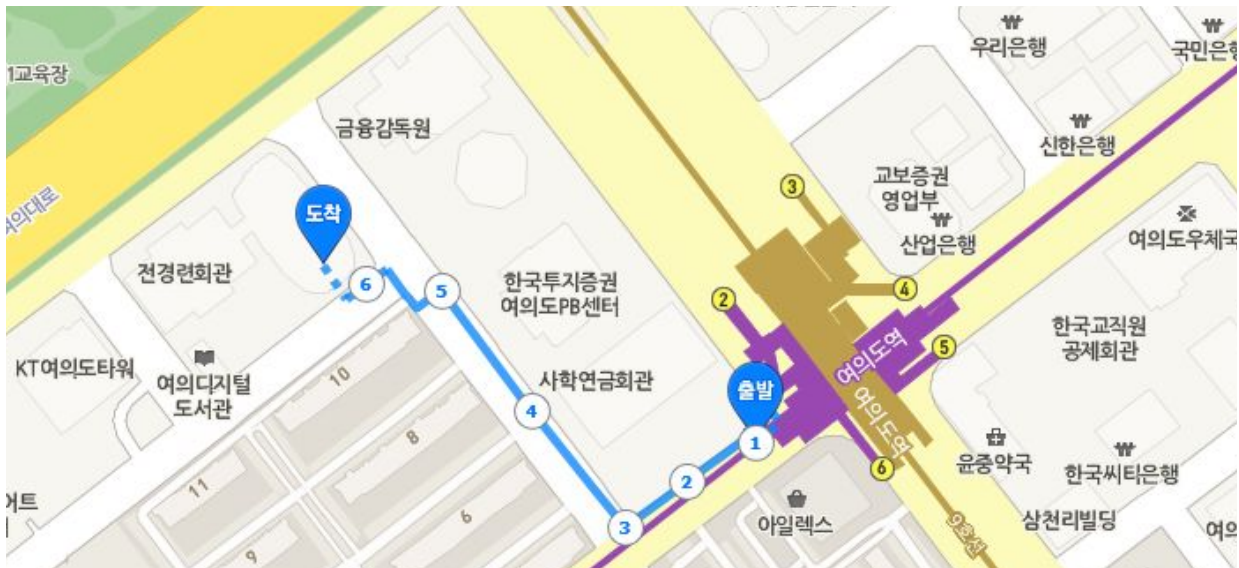 우리은행
국민은행
1교육장
금융감독원
신한은행
교보증권
영업부
산업은행
여의도우체국
3
여의대로
도착
전경련회관
6
5
한국투자증권
여의도PB센터
2
4
여의도역
5
한국교직원
공제회관
KT여의도타워
여의디지털
도서관
10
사학연금회관
출발
여의도역
4
1
8
6
윤중약국
한국씨티은행
11
2
아일렉스
삼천리빌딩
6
3
9호선
9